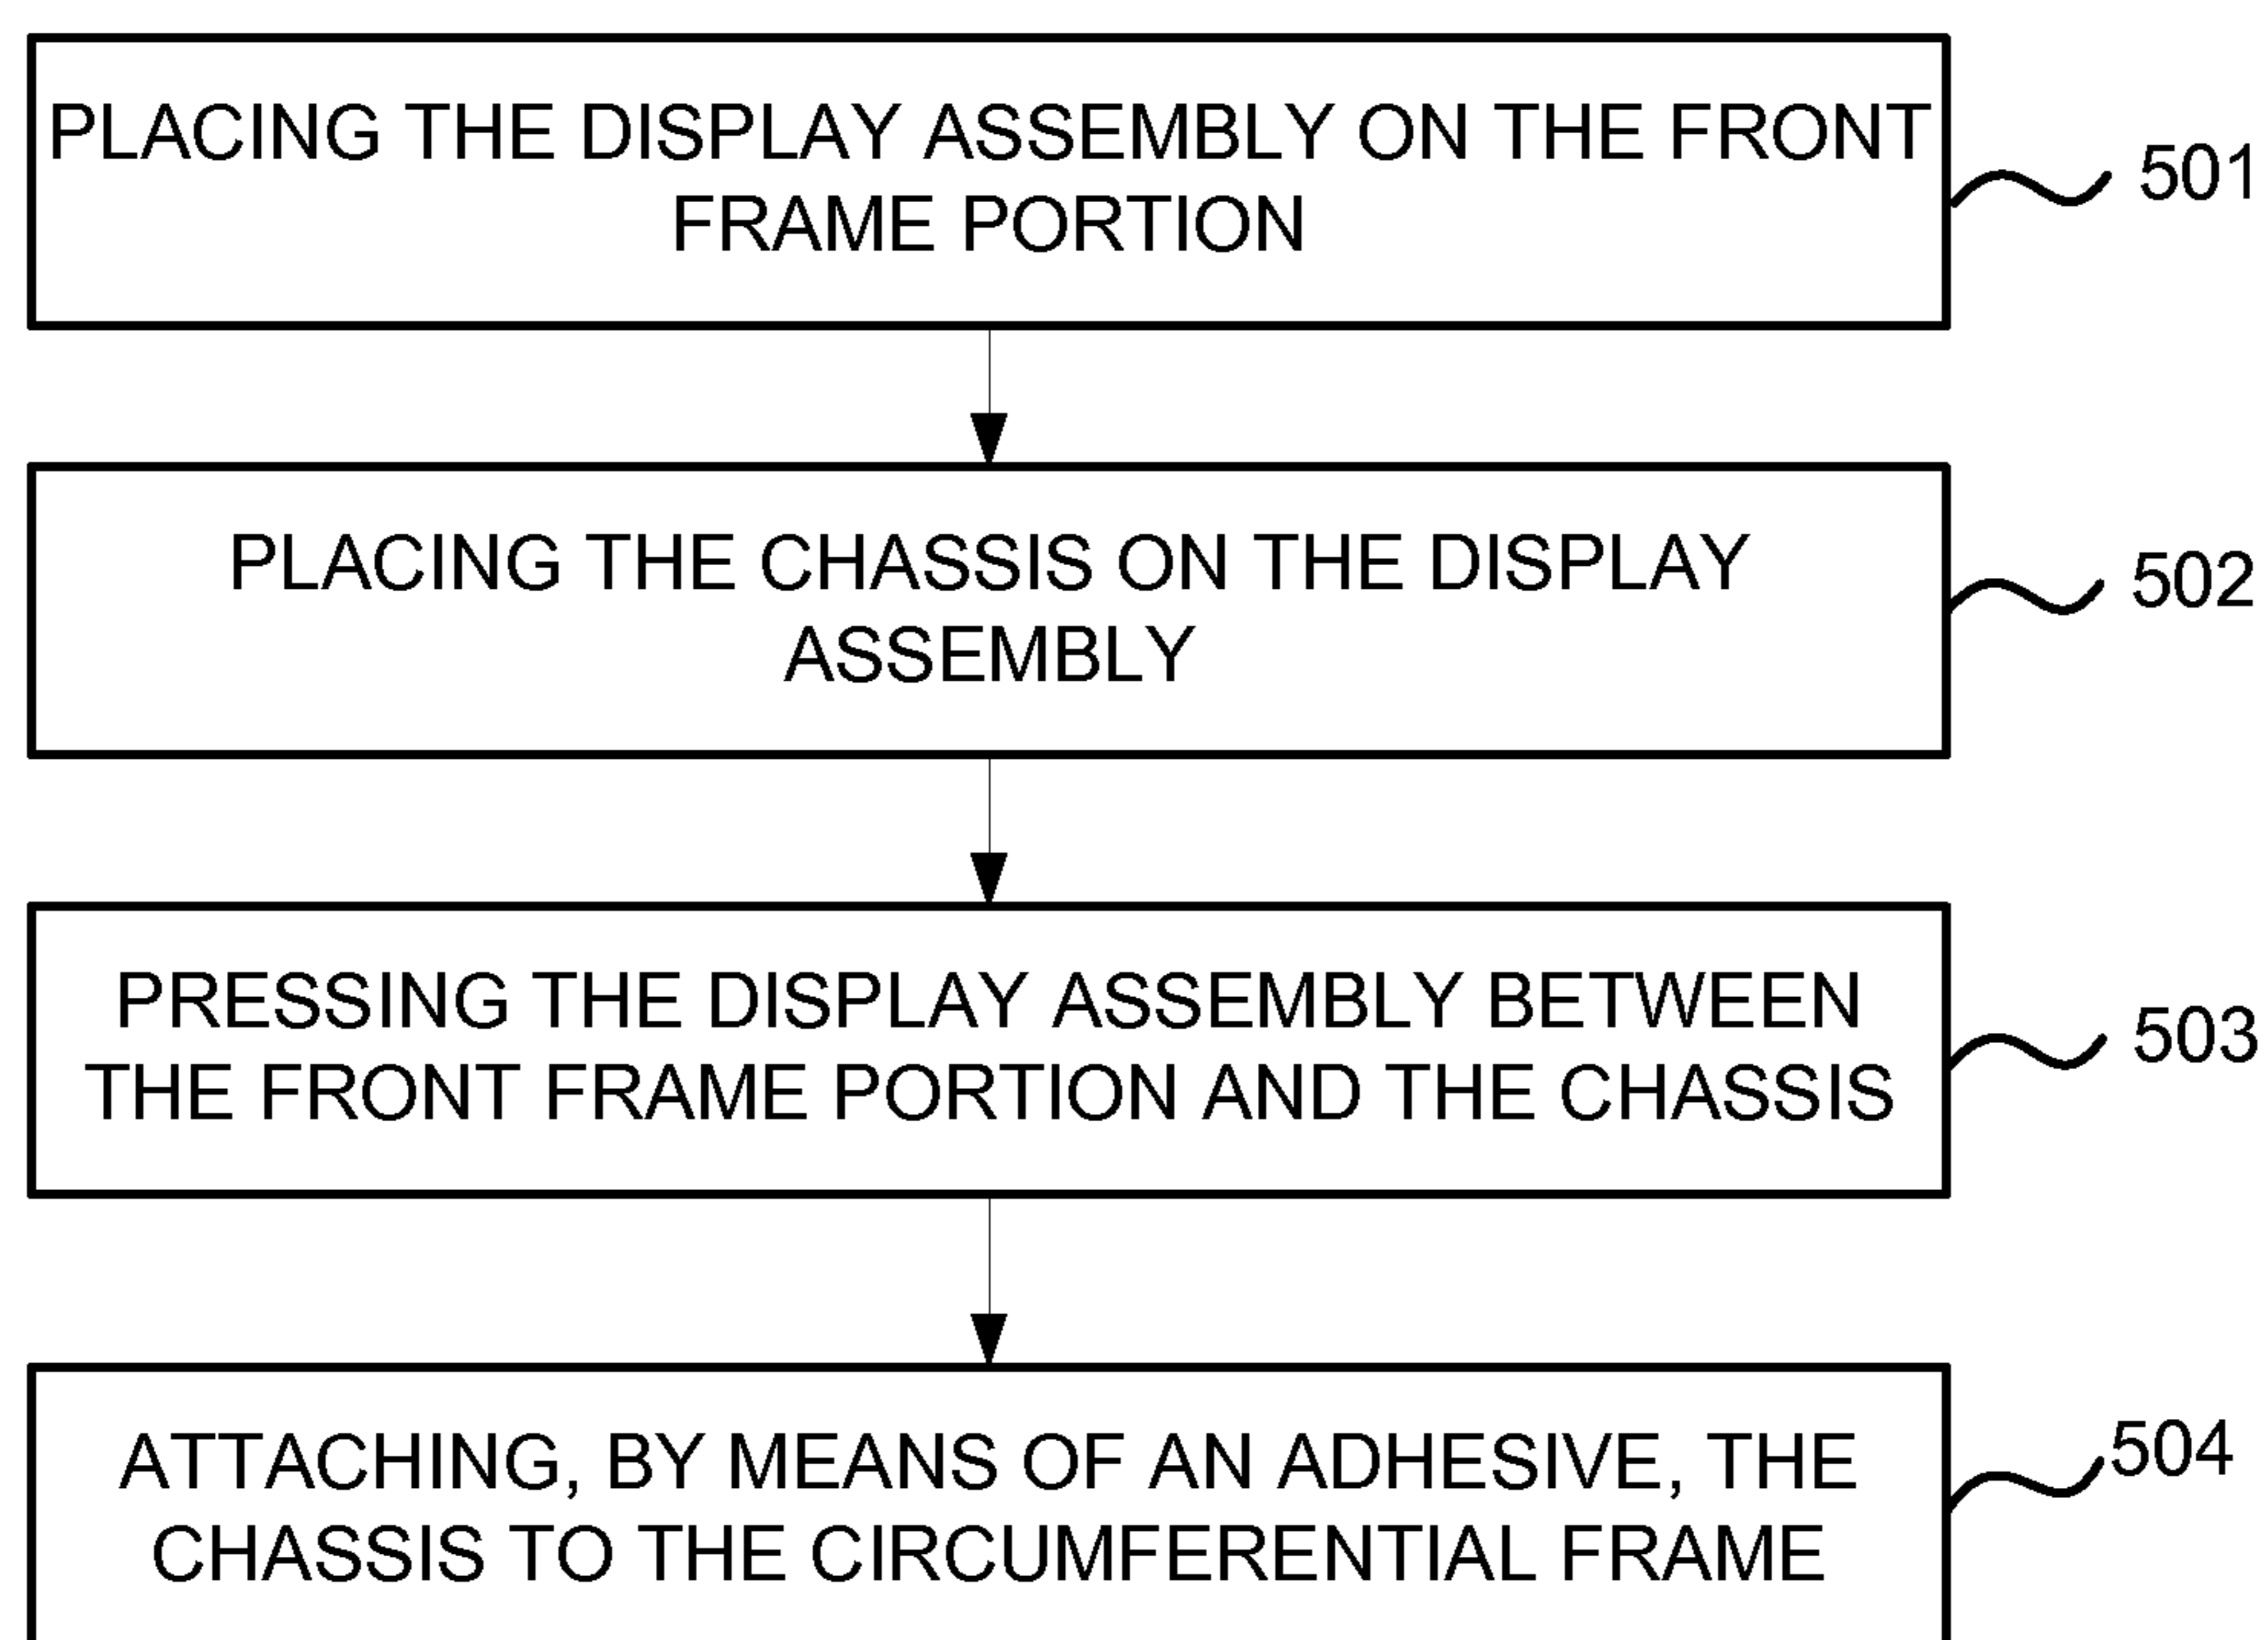 PLACING THE DISPLAY ASSEMBLY ON THE FRONT
FRAME PORTION
501
PLACING THE CHASSIS ON THE DISPLAY
ASSEMBLY
502
PRESSING THE DISPLAY ASSEMBLY BETWEEN
THE FRONT FRAME PORTION AND THE CHASSIS
503
ATTACHING, BY MEANS OF AN ADHESIVE, THE
CHASSIS TO THE CIRCUMFERENTIAL FRAME
504